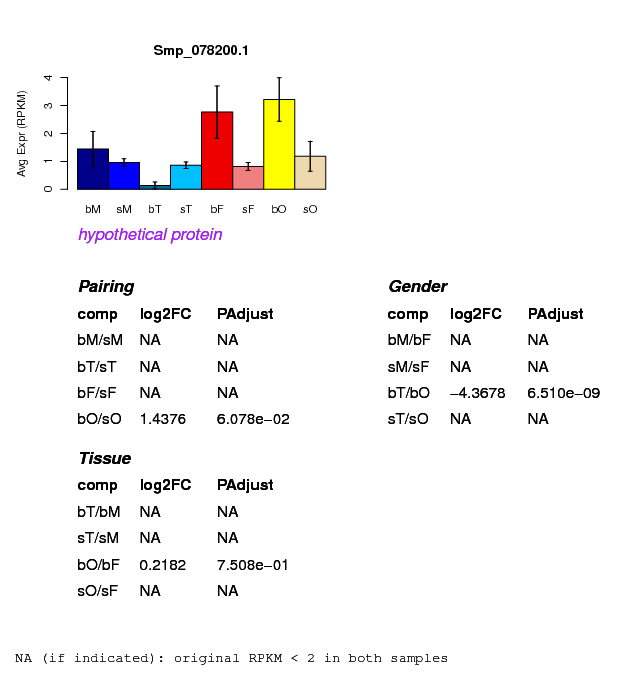 Smp_078200.1
Avg Expr (RPKM)
4
3
2
1
0
bM sM bT sT bF sF bO sO
hypothetical protein
Pairing
comp log2FC PAdjust
bM/sM NA NA
bT/sT NA NA
bF/sF NA NA
bO/sO 1.4376 6.078e−02
Gender
comp log2FC PAdjust
bM/bF NA NA
sM/sF NA NA
bT/bO −4.3678 6.510e−09
sT/sO NA NA
Tissue
comp log2FC PAdjust
bT/bM NA NA
sT/sM NA NA
bO/bF 0.2182 7.508e−01
sO/sF NA NA
NA (if indicated): original RPKM < 2 in both samples